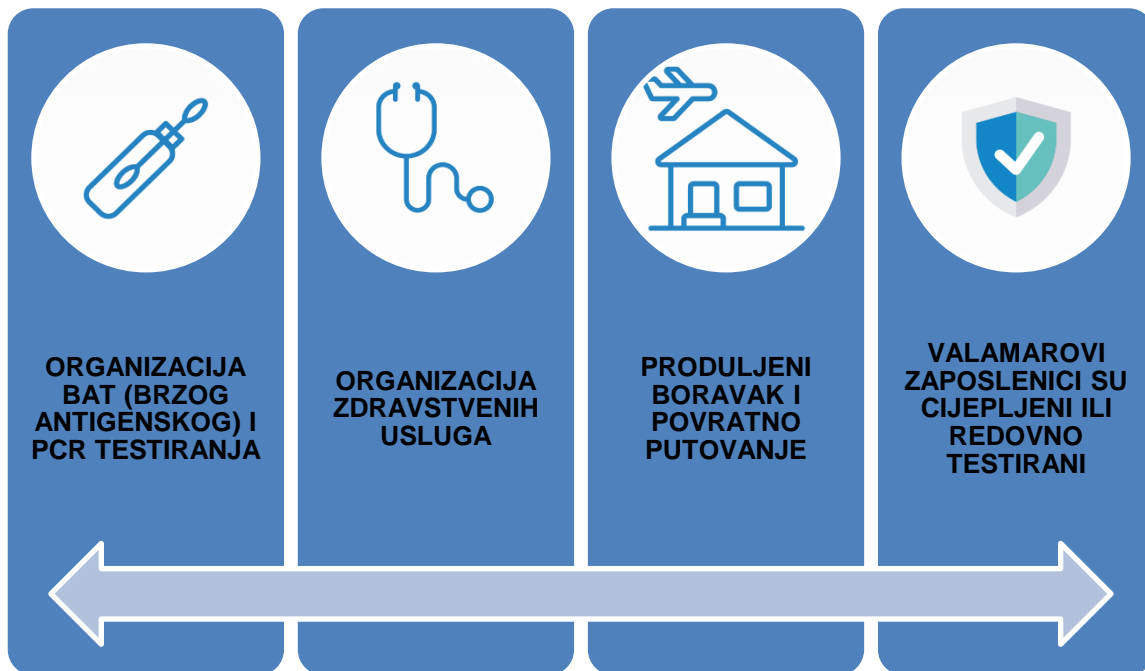 ORGANIZACIJA
BAT (BRZOG
ANTIGENSKOG) I
PCR TESTIRANJA
ORGANIZACIJA
ZDRAVSTVENIH
USLUGA
PRODULJENI
BORAVAK I
POVRATNO
PUTOVANJE
VALAMAROVI
ZAPOSLENICI SU
CIJEPLJENI ILI
REDOVNO
TESTIRANI